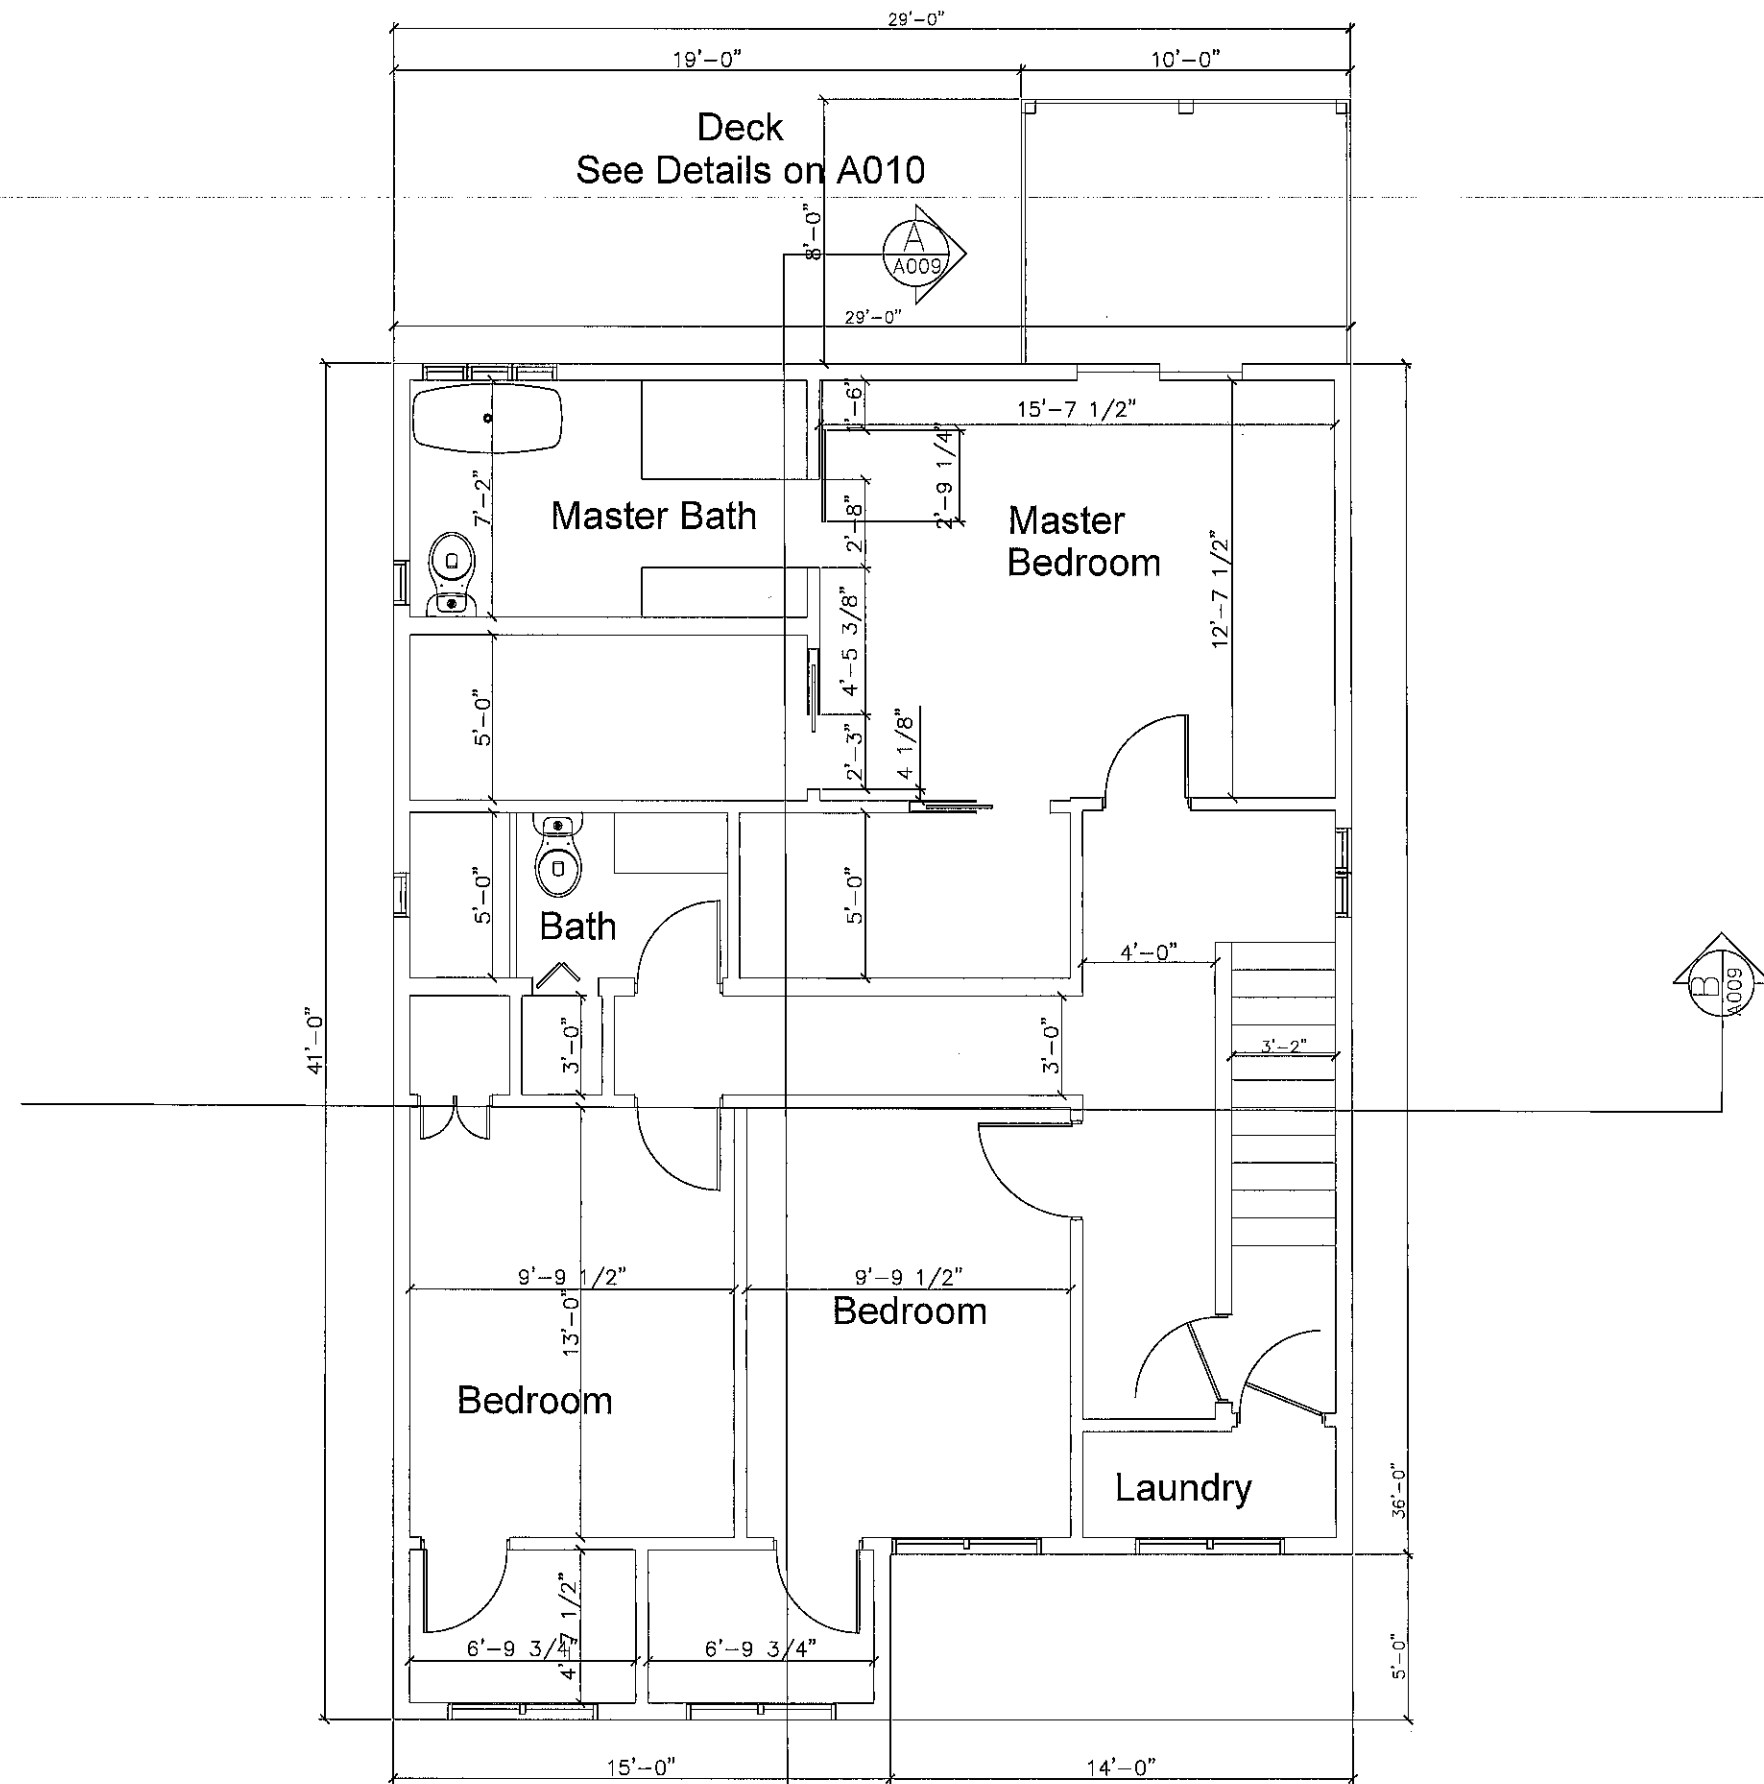 29'-0"
19'-0"
10'-0"
Deck
See Details on A010
8'-0"
A
A009
29'-0"
1'-6"
15'-7 1/2"
2'-9 1/4"
7'-2"
Master Bath
2'-8"
Master
Bedroom
12'-7 1/2"
4'-5 3/8"
5'-0"
2'-3"
4 1/8"
5'-0"
Bath
5'-0"
4'-0"
B
A009
41'-0"
3'-0"
3'-0"
3'-2"
9'-9 1/2"
9'-9 1/2"
13'-0"
Bedroom
Bedroom
Laundry
36'-0"
4'-7 1/2"
6'-9 3/4"
6'-9 3/4"
5'-0"
15'-0"
14'-0"